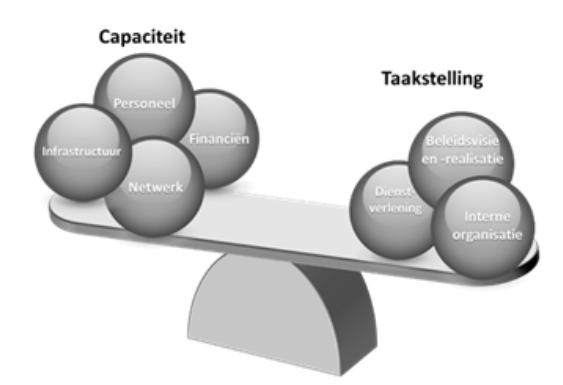 Capaciteit
Personeel
Financiën
Infrastructuur
Netwerk
Taakstelling
Beleidsvisie
en -realisatie
Dienst-
verlening
Interne
organisatie